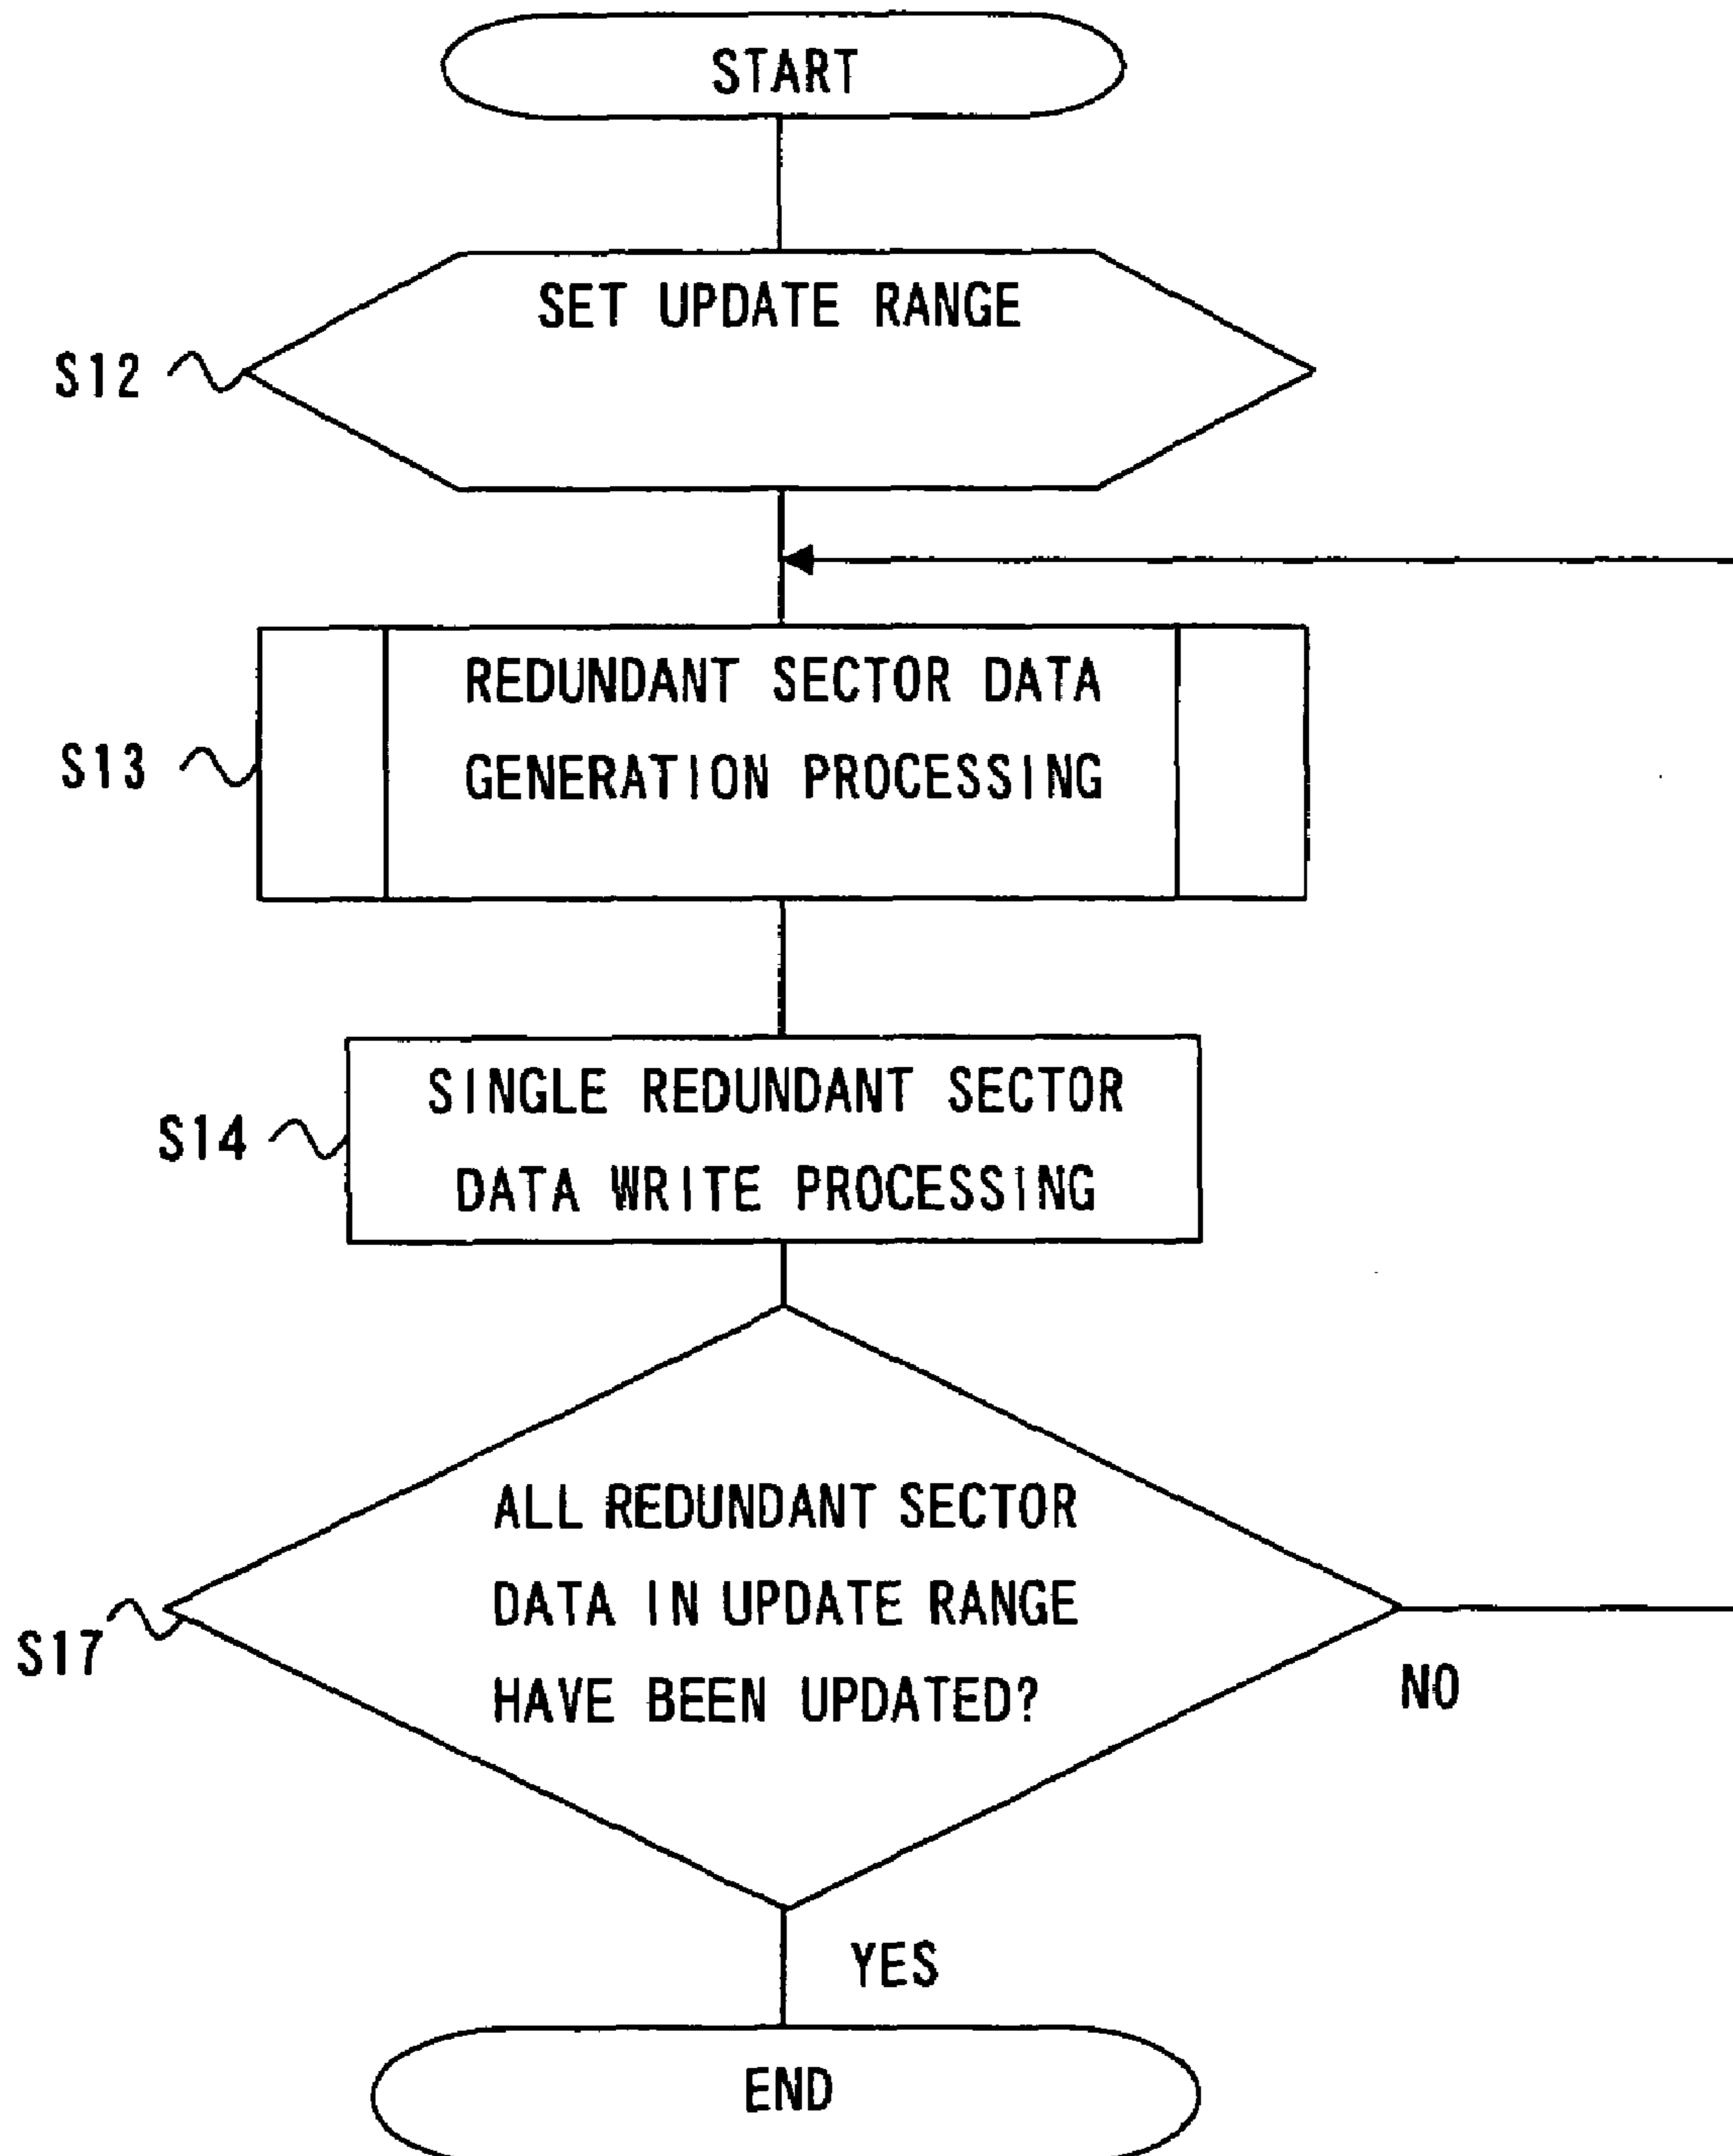 START
SET UPDATE RANGE
S12
REDUNDANT SECTOR DATA
GENERATION PROCESSING
S13
SINGLE REDUNDANT SECTOR
DATA WRITE PROCESSING
S14
ALL REDUNDANT SECTOR
DATA IN UPDATE RANGE
HAVE BEEN UPDATED?
S17
NO
YES
END